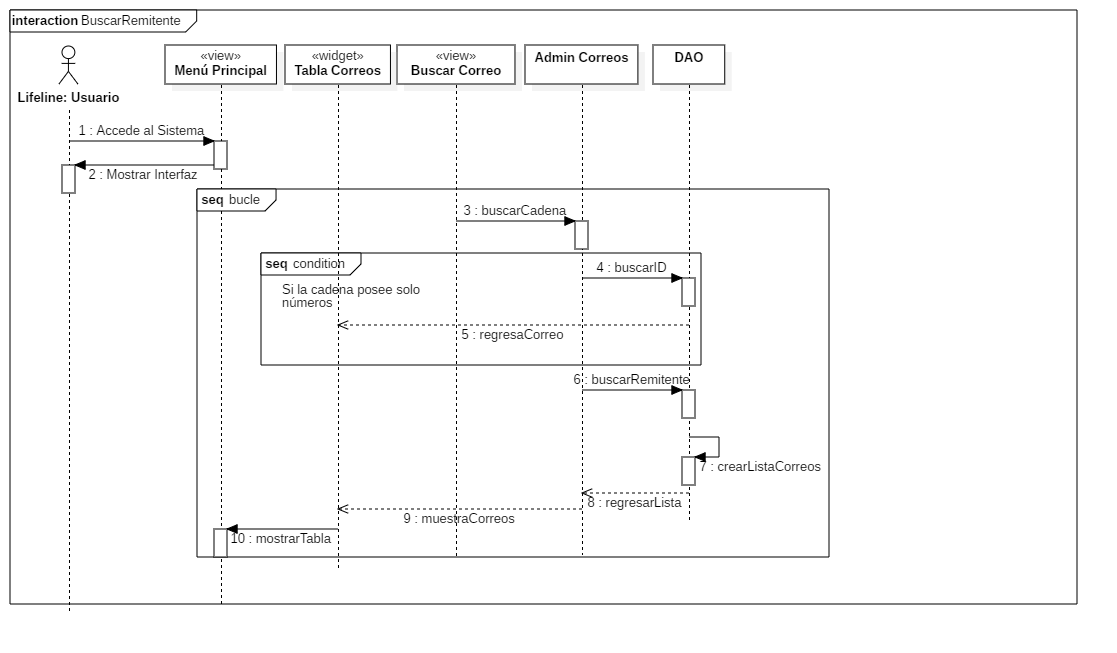 interaction BuscarRemitente
«view»
Menú Principal
«widget»
Tabla Correos
«view»
Buscar Correo
Admin Correos
DAO
Lifeline: Usuario
1 : Accede al Sistema
2 : Mostrar Interfaz
seq bucle
3 : buscarCadena
seq condition
4 : buscarID
Si la cadena posee solo
números
5 : regresaCorreo
6 : buscarRemitente
7 : crearListaCorreos
8 : regresarLista
9 : muestraCorreos
10 : mostrarTabla